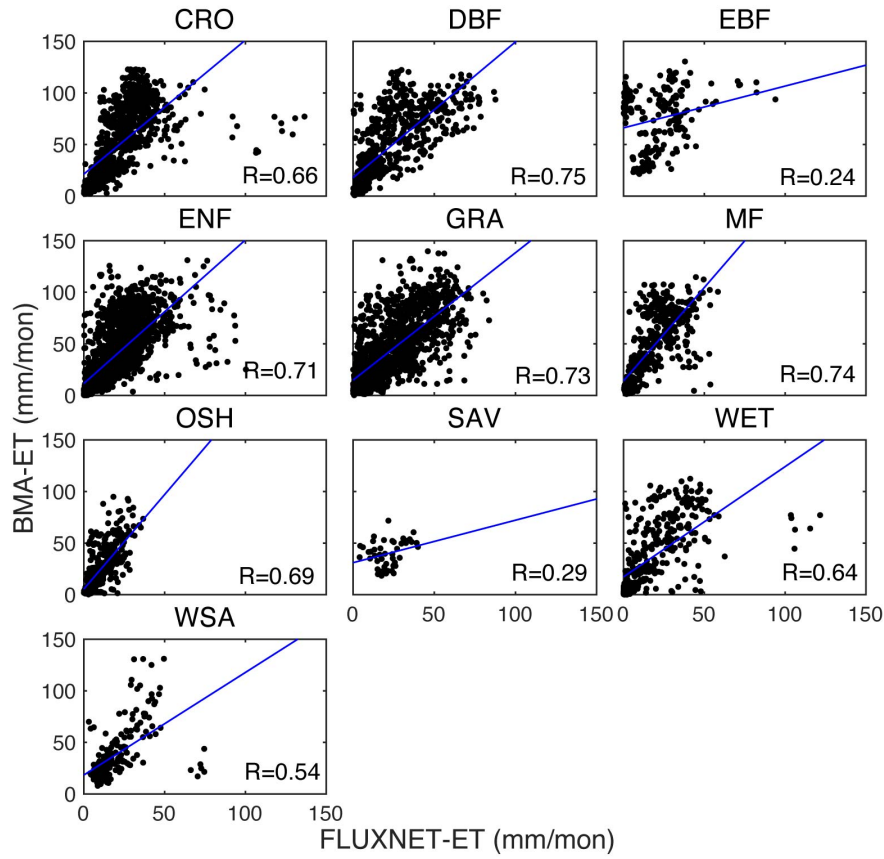 CRO DBF EBF
150
100
50
0
R=0.66 R=0.75 R=0.24
ENF GRA MF
150
100
50
0
R=0.71 R=0.73 R=0.74
OSH SAV WET
150
100
50
0
R=0.69 R=0.29 R=0.64
0 50 100 150 0 50 100 150
WSA
150
100
50
0
R=0.54
0 50 100 150
BMA-ET (mm/mon)
FLUXNET-ET (mm/mon)